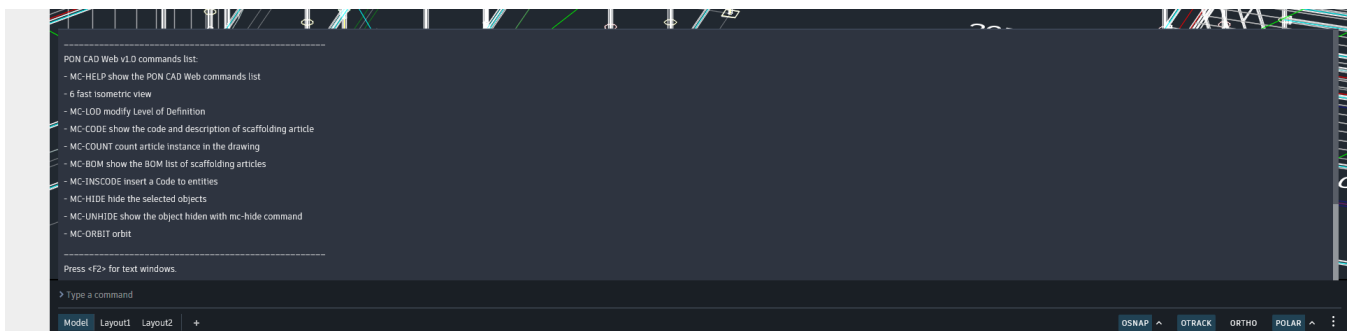 PON CAD Web v1.0 commands list:
- MC-HELP show the PON CAD Web commands list
- 6 fast isometric view
- MC-LOD modify Level of Definition
- MC-CODE show the code and description of scaffolding article
- MC-COUNT count article instance in the drawing
- MC-BOM show the BOM list of scaffolding articles
- MC-INSCODE insert a Code to entities
- MC-HIDE hide the selected objects
- MC-UNHIDE show the object hiden with mc-hide command
- MC-ORBIT orbit
Press <F2> for text windows.
> Type a command
Model Layout1 Layout2 + OSNAP OTRACK ORTHO POLAR